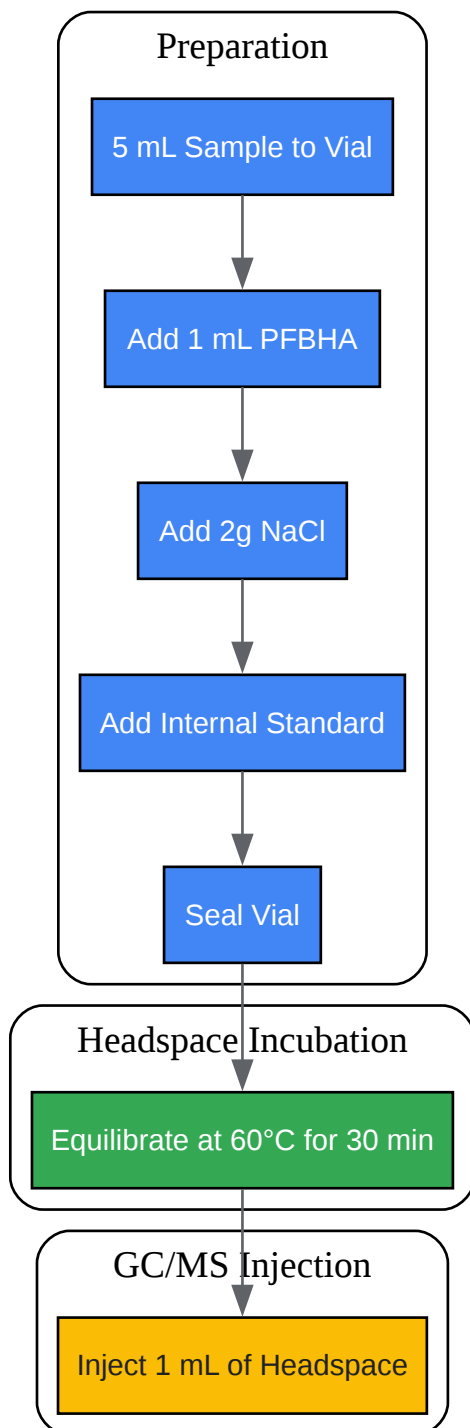 Preparation
5 mL Sample to Vial
Add 1 mL PFBHA
Add 2g NaCl
Add Internal Standard
Seal Vial
Headspace Incubation
Equilibrate at 60°C for 30 min
GC/MS Injection
Inject 1 mL of Headspace